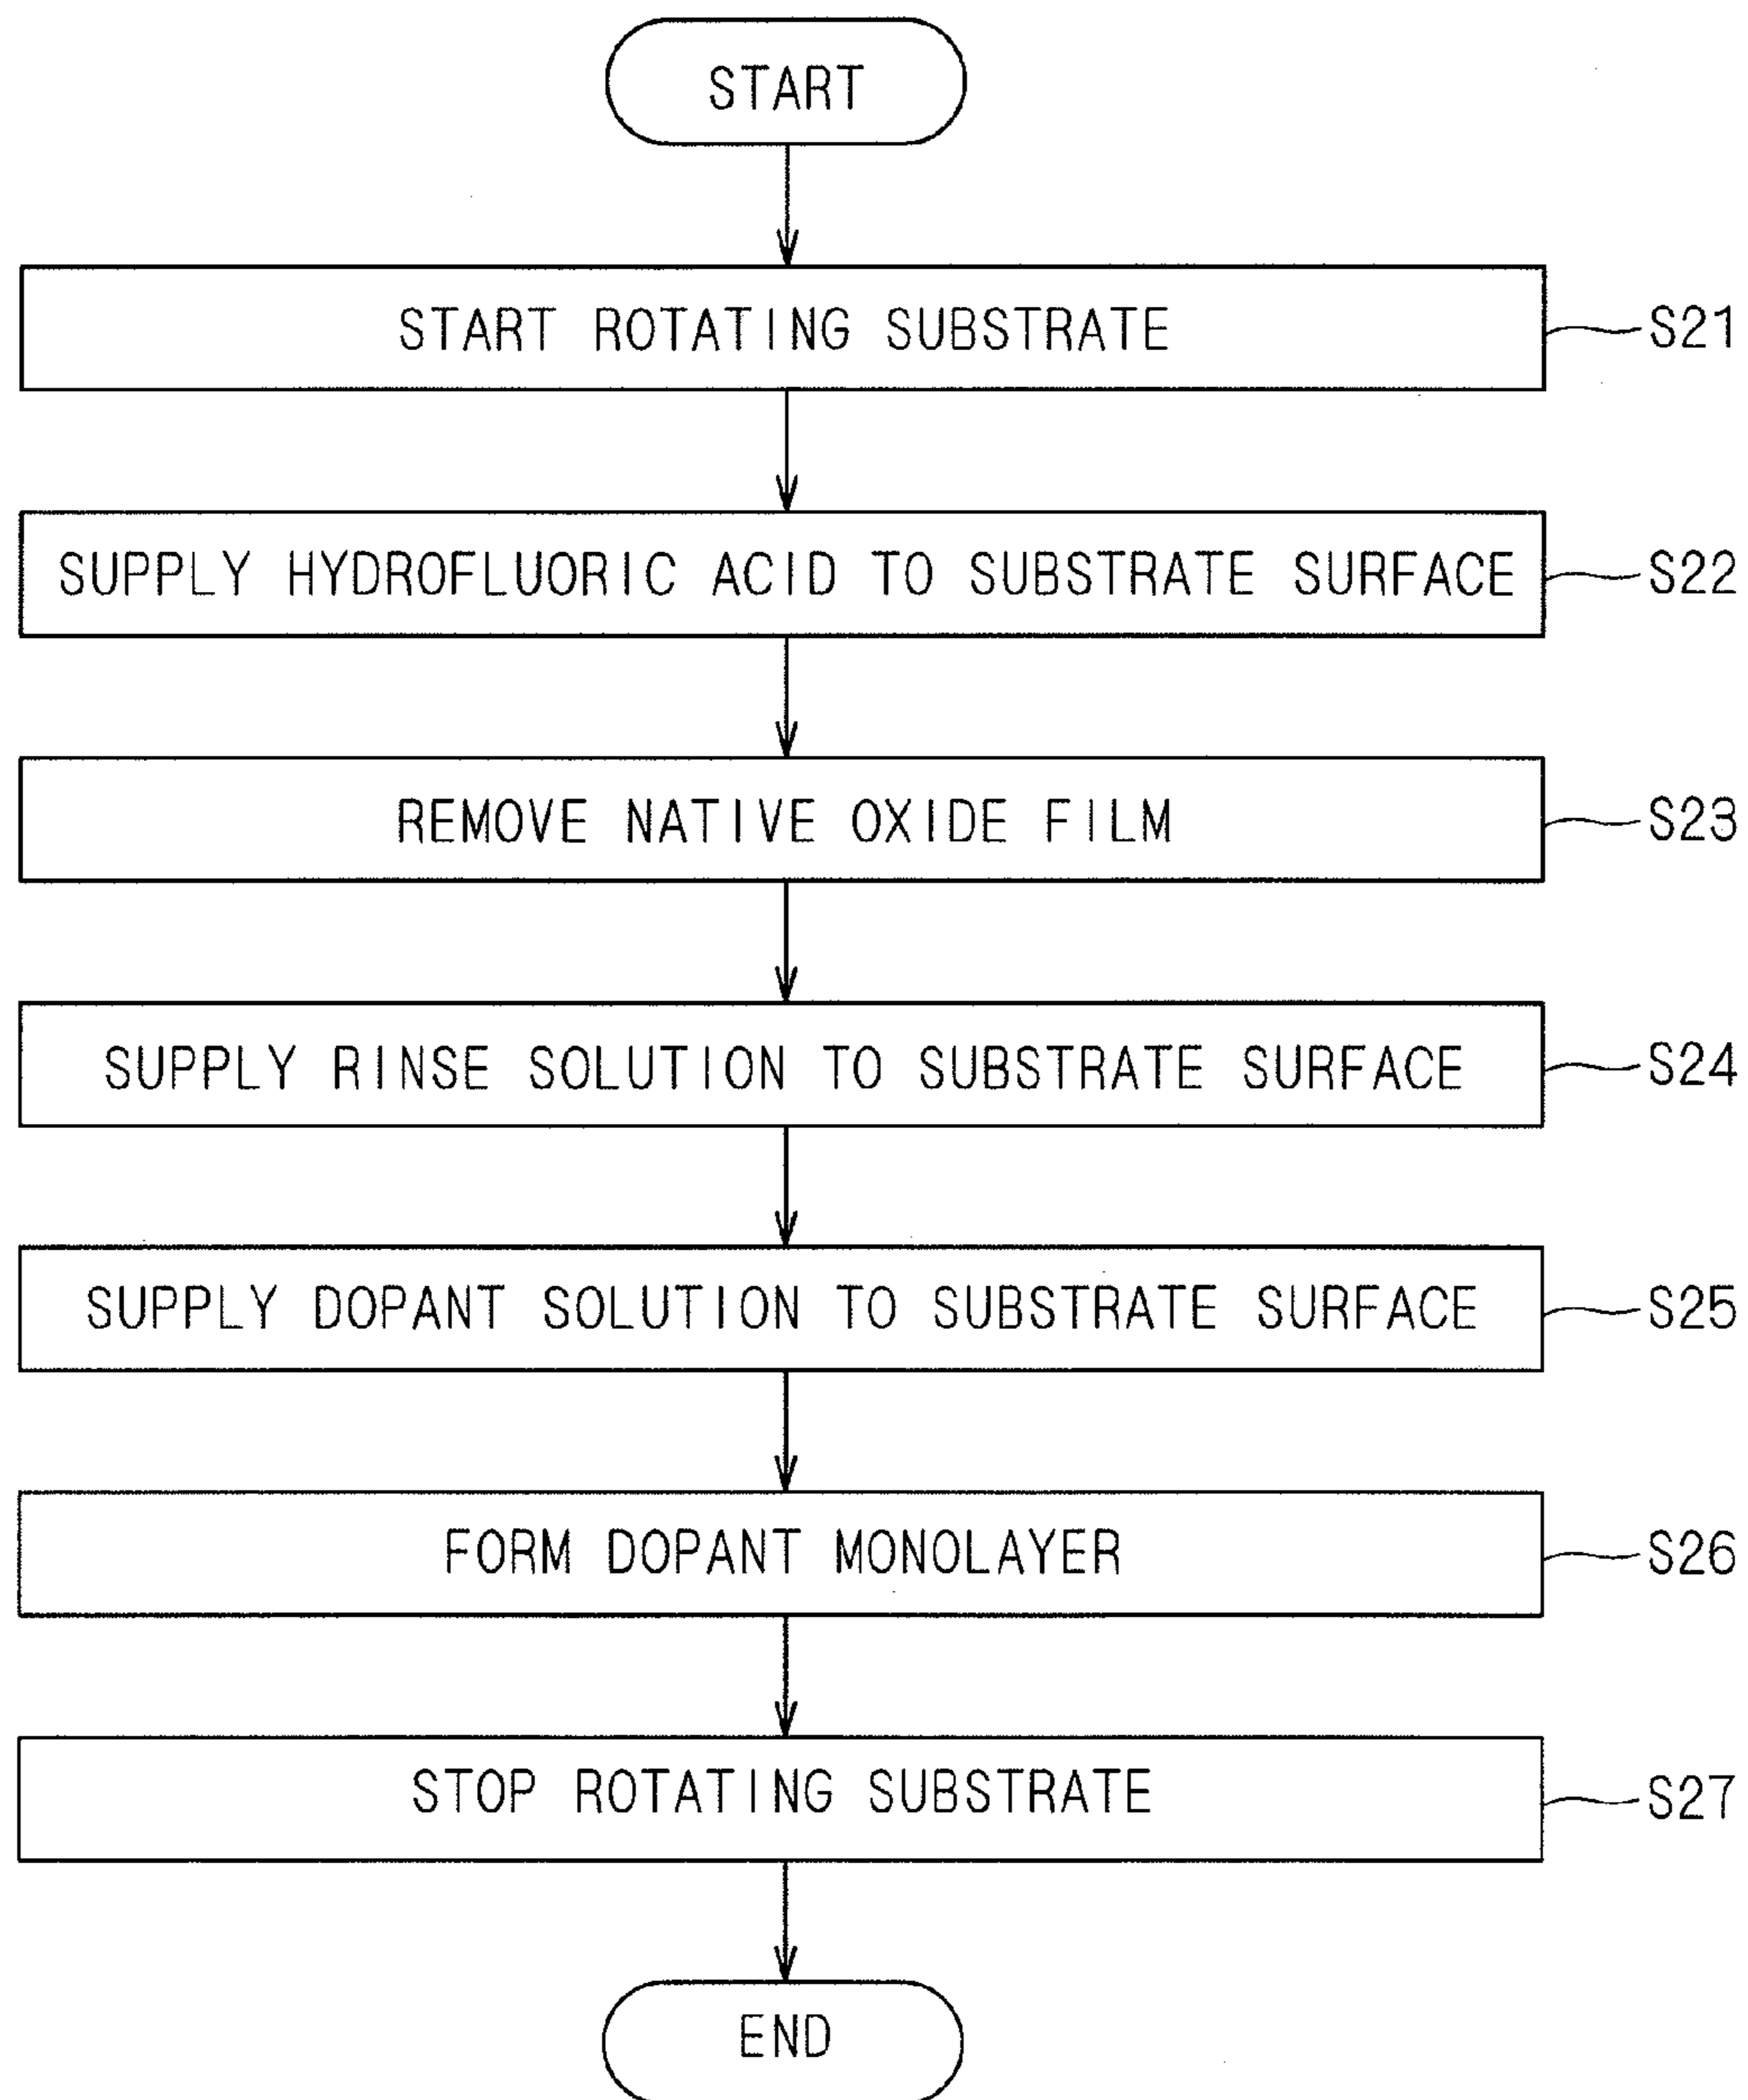 START
START ROTATING SUBSTRATE S21
SUPPLY HYDROFLUORIC ACID TO SUBSTRATE SURFACE S22
REMOVE NATIVE OXIDE FILM S23
SUPPLY RINSE SOLUTION TO SUBSTRATE SURFACE S24
SUPPLY DOPANT SOLUTION TO SUBSTRATE SURFACE S25
FORM DOPANT MONOLAYER S26
STOP ROTATING SUBSTRATE S27
END